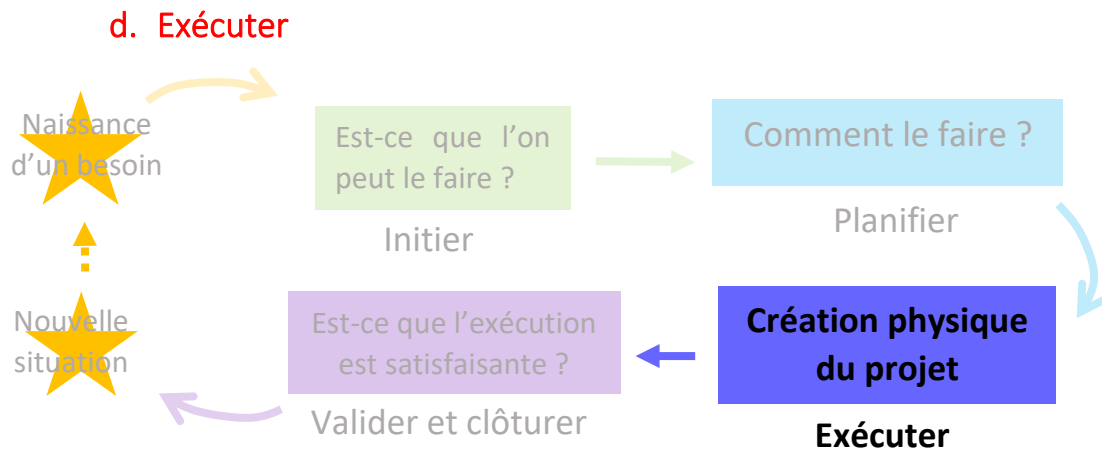 d. Exécuter
Naissance
d'un besoin
Est-ce que l'on
peut le faire ?
Initier
Comment le faire ?
Planifier
Création physique
du projet
Exécuter
Est-ce que l'exécution
est satisfaisante ?
Valider et clôturer
Nouvelle
situation